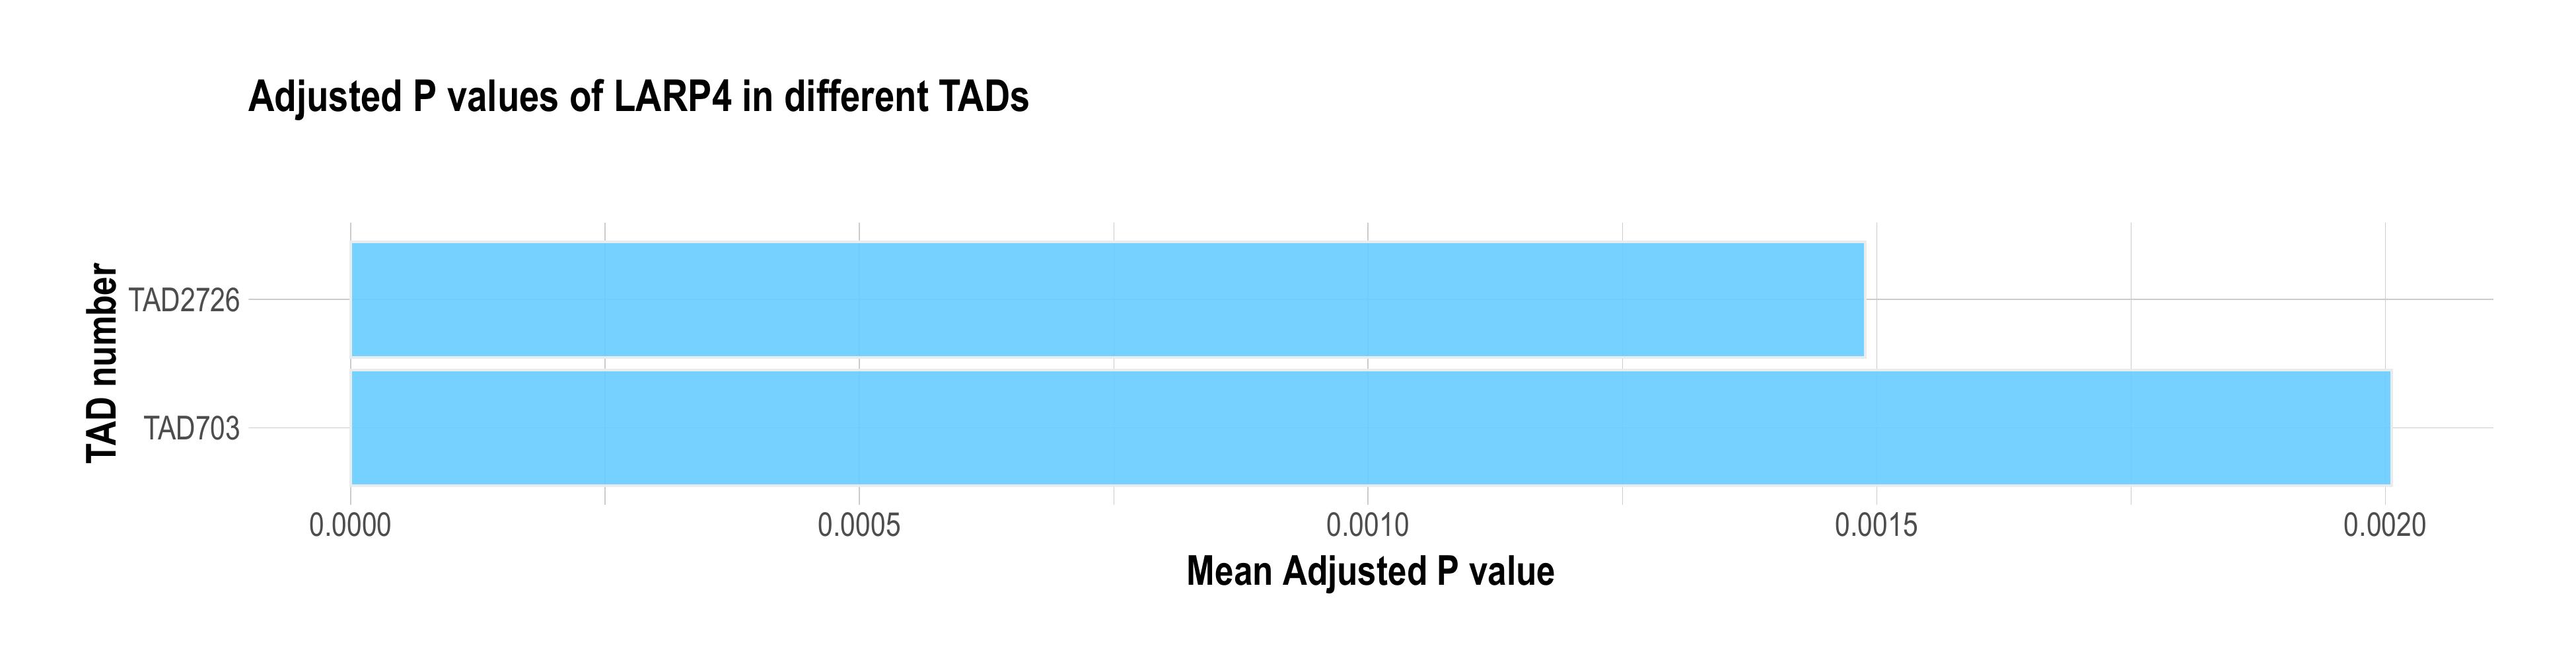 Adjusted P values of LARP4 in different TADs
TAD number
TAD2726
TAD703
0.0000 0.0005 0.0010 0.0015 0.0020
Mean Adjusted P value